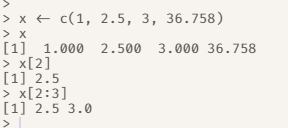 >
> x ← c(1, 2.5, 3, 36.758)
> x
[1]  1.000  2.500  3.000 36.758
> x[2]
[1] 2.5
> x[2:3]
[1] 2.5 3.0
>